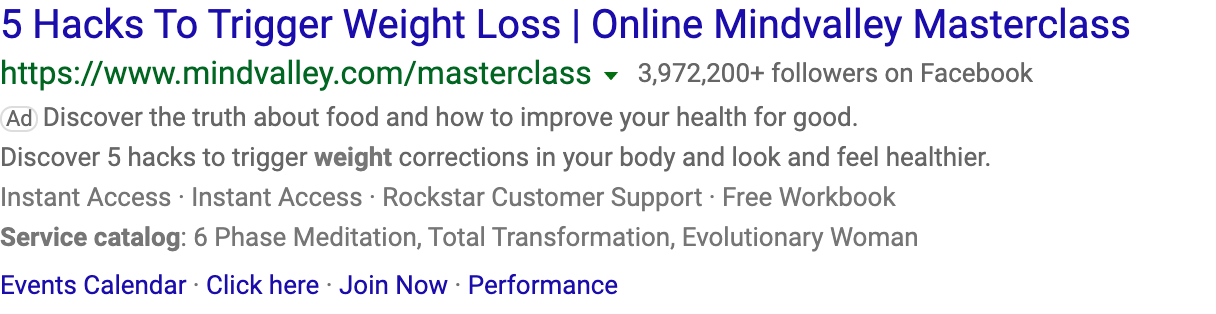 5 Hacks To Trigger Weight Loss | Online Mindvalley Masterclass
https://www.mindvalley.com/masterclass 3,972,200+ followers on Facebook
Ad Discover the truth about food and how to improve your health for good.
Discover 5 hacks to trigger weight corrections in your body and look and feel healthier.
Instant Access · Instant Access · Rockstar Customer Support · Free Workbook
Service catalog: 6 Phase Meditation, Total Transformation, Evolutionary Woman
Events Calendar · Click here · Join Now · Performance